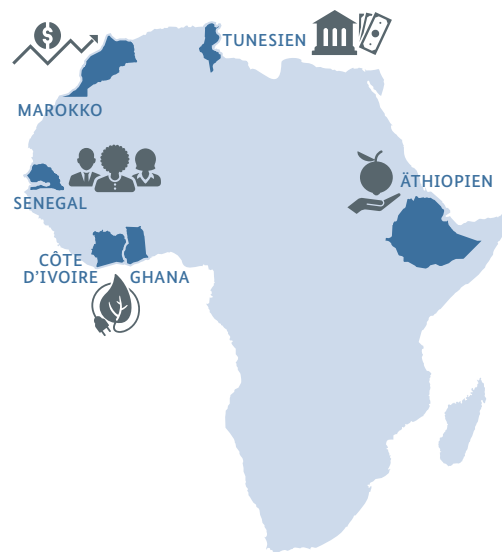 $
TUNESIEN
MAROKKO
ÄTHIOPIEN
SENEGAL
CÔTE
D'IVOIRE
GHANA